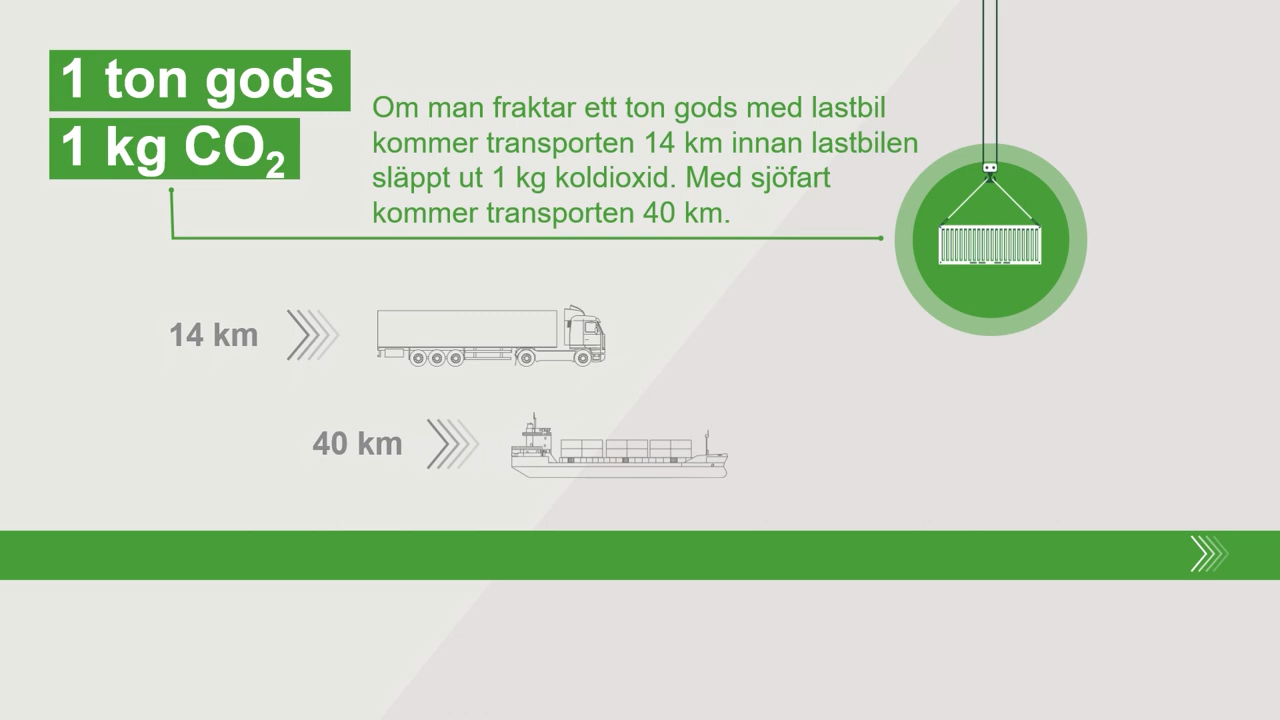 1 ton gods
1 kg CO₂
Om man fraktar ett ton gods med lastbil
kommer transporten 14 km innan lastbilen
släppt ut 1 kg koldioxid. Med sjöfart
kommer transporten 40 km.
14 km
40 km